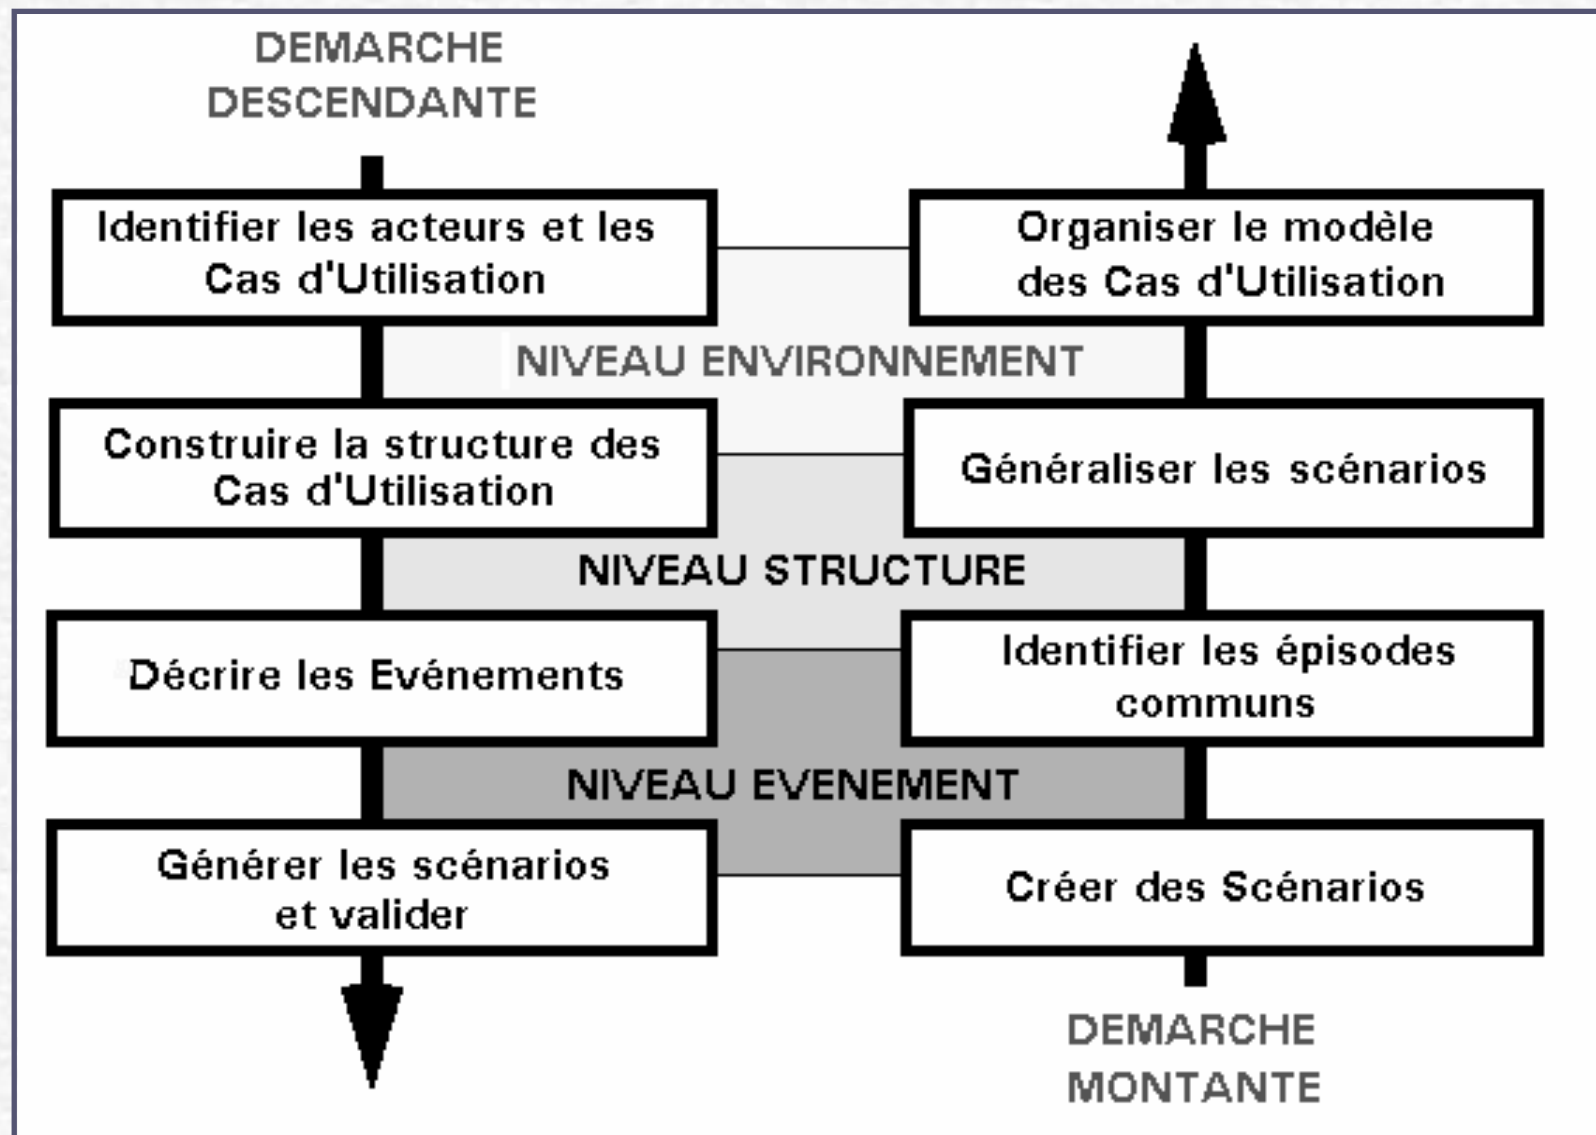 DEMARCHE
DESCENDANTE
Identifier les acteurs et les
Cas d'Utilisation
Organiser le modèle
des Cas d'Utilisation
NIVEAU ENVIRONNEMENT
Construire la structure des
Cas d'Utilisation
Généraliser les scénarios
NIVEAU STRUCTURE
Décrire les Evénements
Identifier les épisodes
communs
NIVEAU EVENEMENT
Générer les scénarios
et valider
Créer des Scénarios
DEMARCHE
MONTANTE